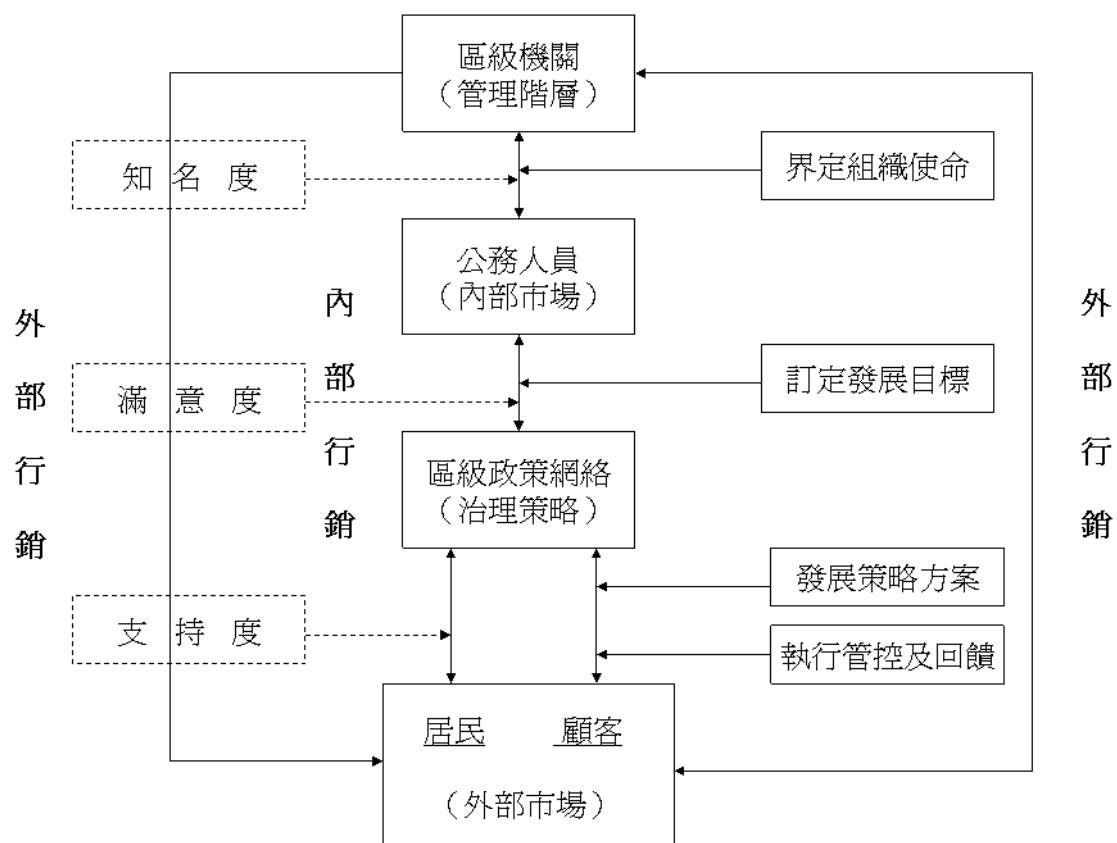 區級機關
（管理階層）
知 名 度
界定組織使命
公務人員
（內部市場）
外部行銷
內部行銷
外部行銷
滿 意 度
訂定發展目標
區級政策網絡
（治理策略）
發展策略方案
支 持 度
執行管控及回饋
居民 顧客
（外部市場）